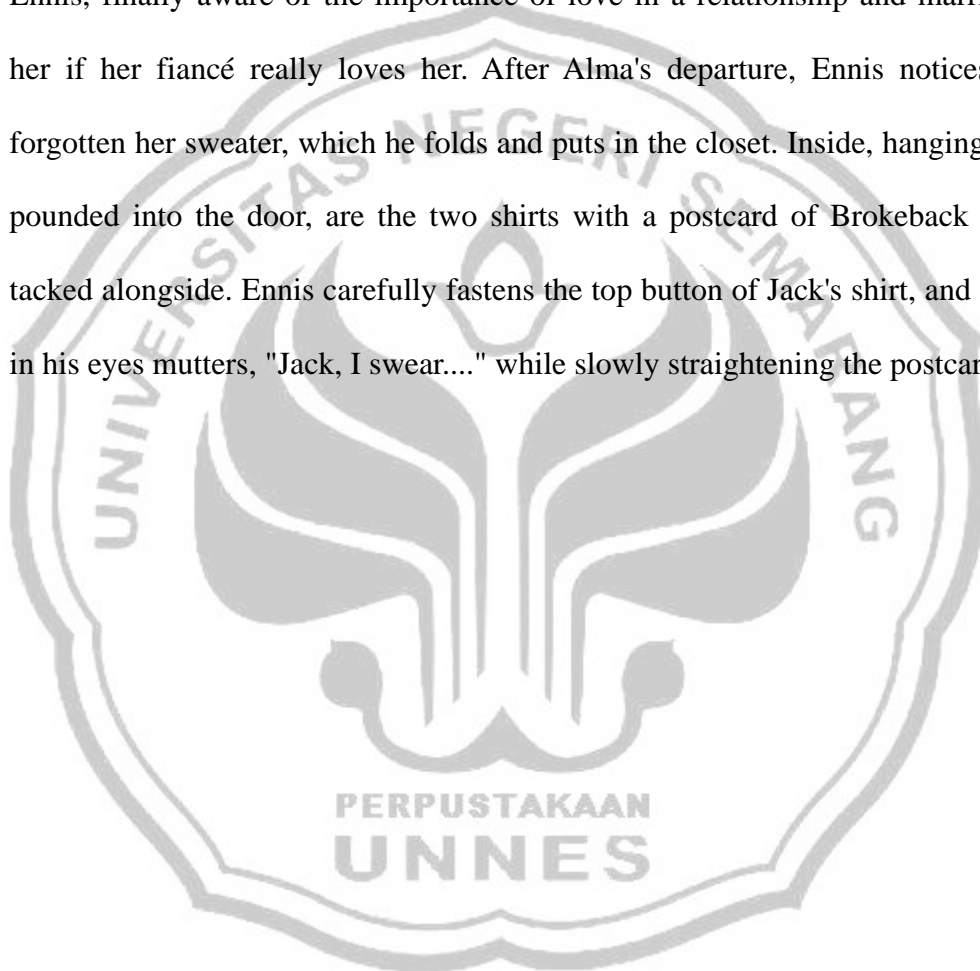 Ennis, finally aware of the importance of love in a relationship and
her if her fiancé really loves her. After Alma's departure, Ennis notices
forgotten her sweater, which he folds and puts in the closet. Inside, hanging
pounded into the door, are the two shirts with a postcard of Brokeback
tacked alongside. Ennis carefully fastens the top button of Jack's shirt, and
in his eyes mutters, "Jack, I swear...." while slowly straightening the
UNIVERSITAS NEGERI SEMARANG
PERPUSTAKAAN
UNNES